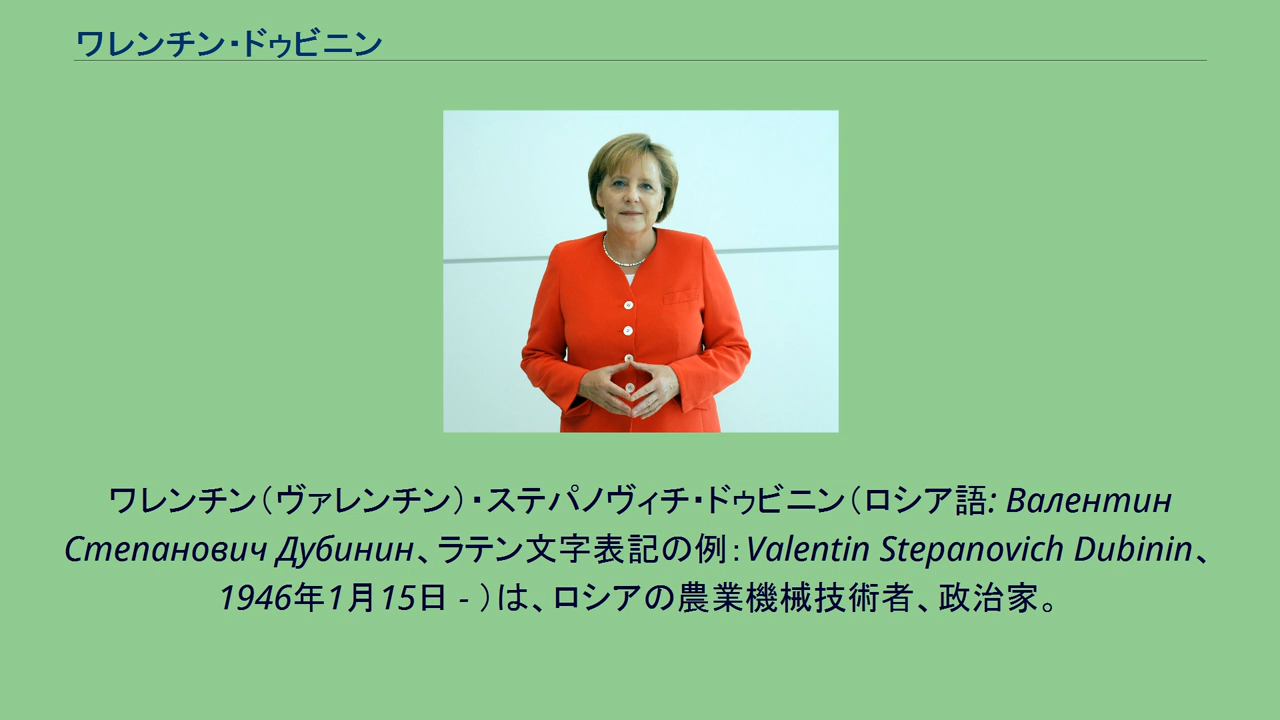 ワレンチン・ドゥビニン
ワレンチン（ヴァレンチン）・ステパノヴィチ・ドゥビニン（ロシア語: Валентин
Степанович Дубинин、ラテン文字表記の例：Valentin Stepanovich Dubinin、
1946年1月15日 - ）は、ロシアの農業機械技術者、政治家。